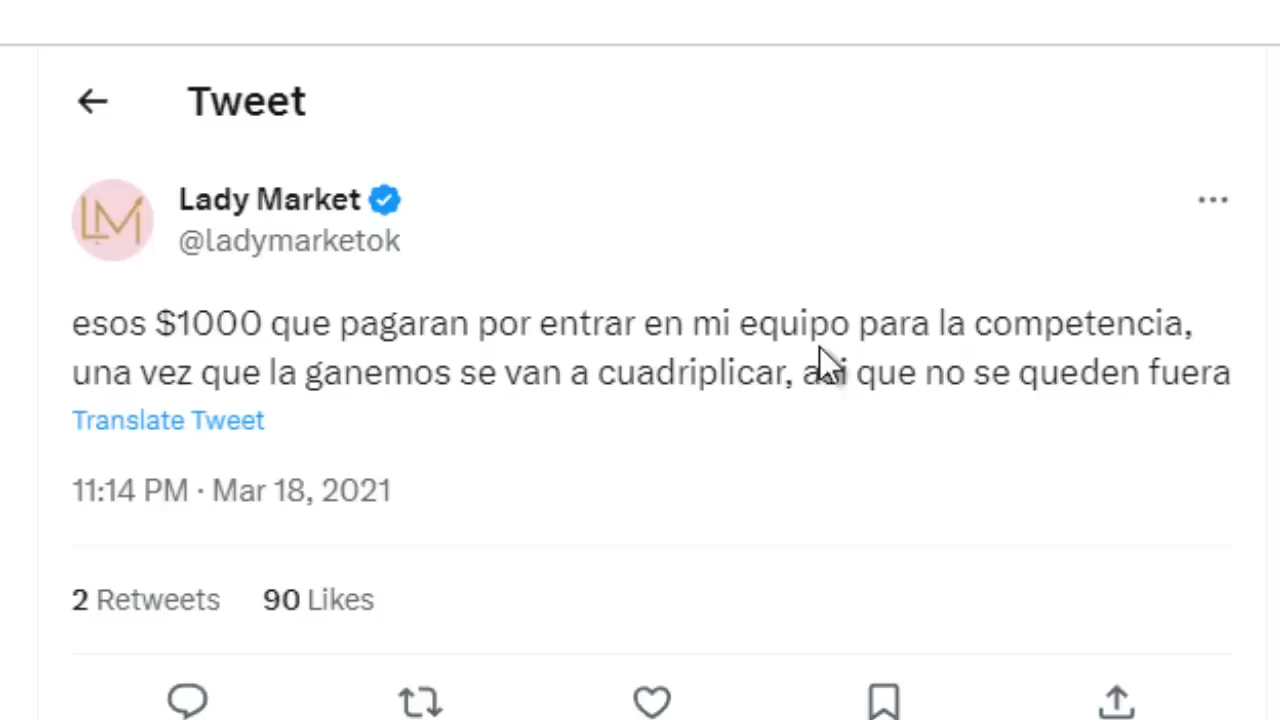 Tweet
LM
Lady Market
@ladymarketok
esos $1000 que pagaran por entrar en mi equipo para la competencia,
una vez que la ganemos se van a cuadriplicar, que no se queden fuera
Translate Tweet
11:14 PM · Mar 18, 2021
2 Retweets 90 Likes